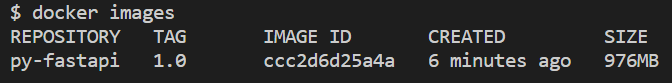 $ docker images
REPOSITORY TAG IMAGE ID CREATED SIZE
py-fastapi 1.0 ccc2d6d25a4a 6 minutes ago 976MB